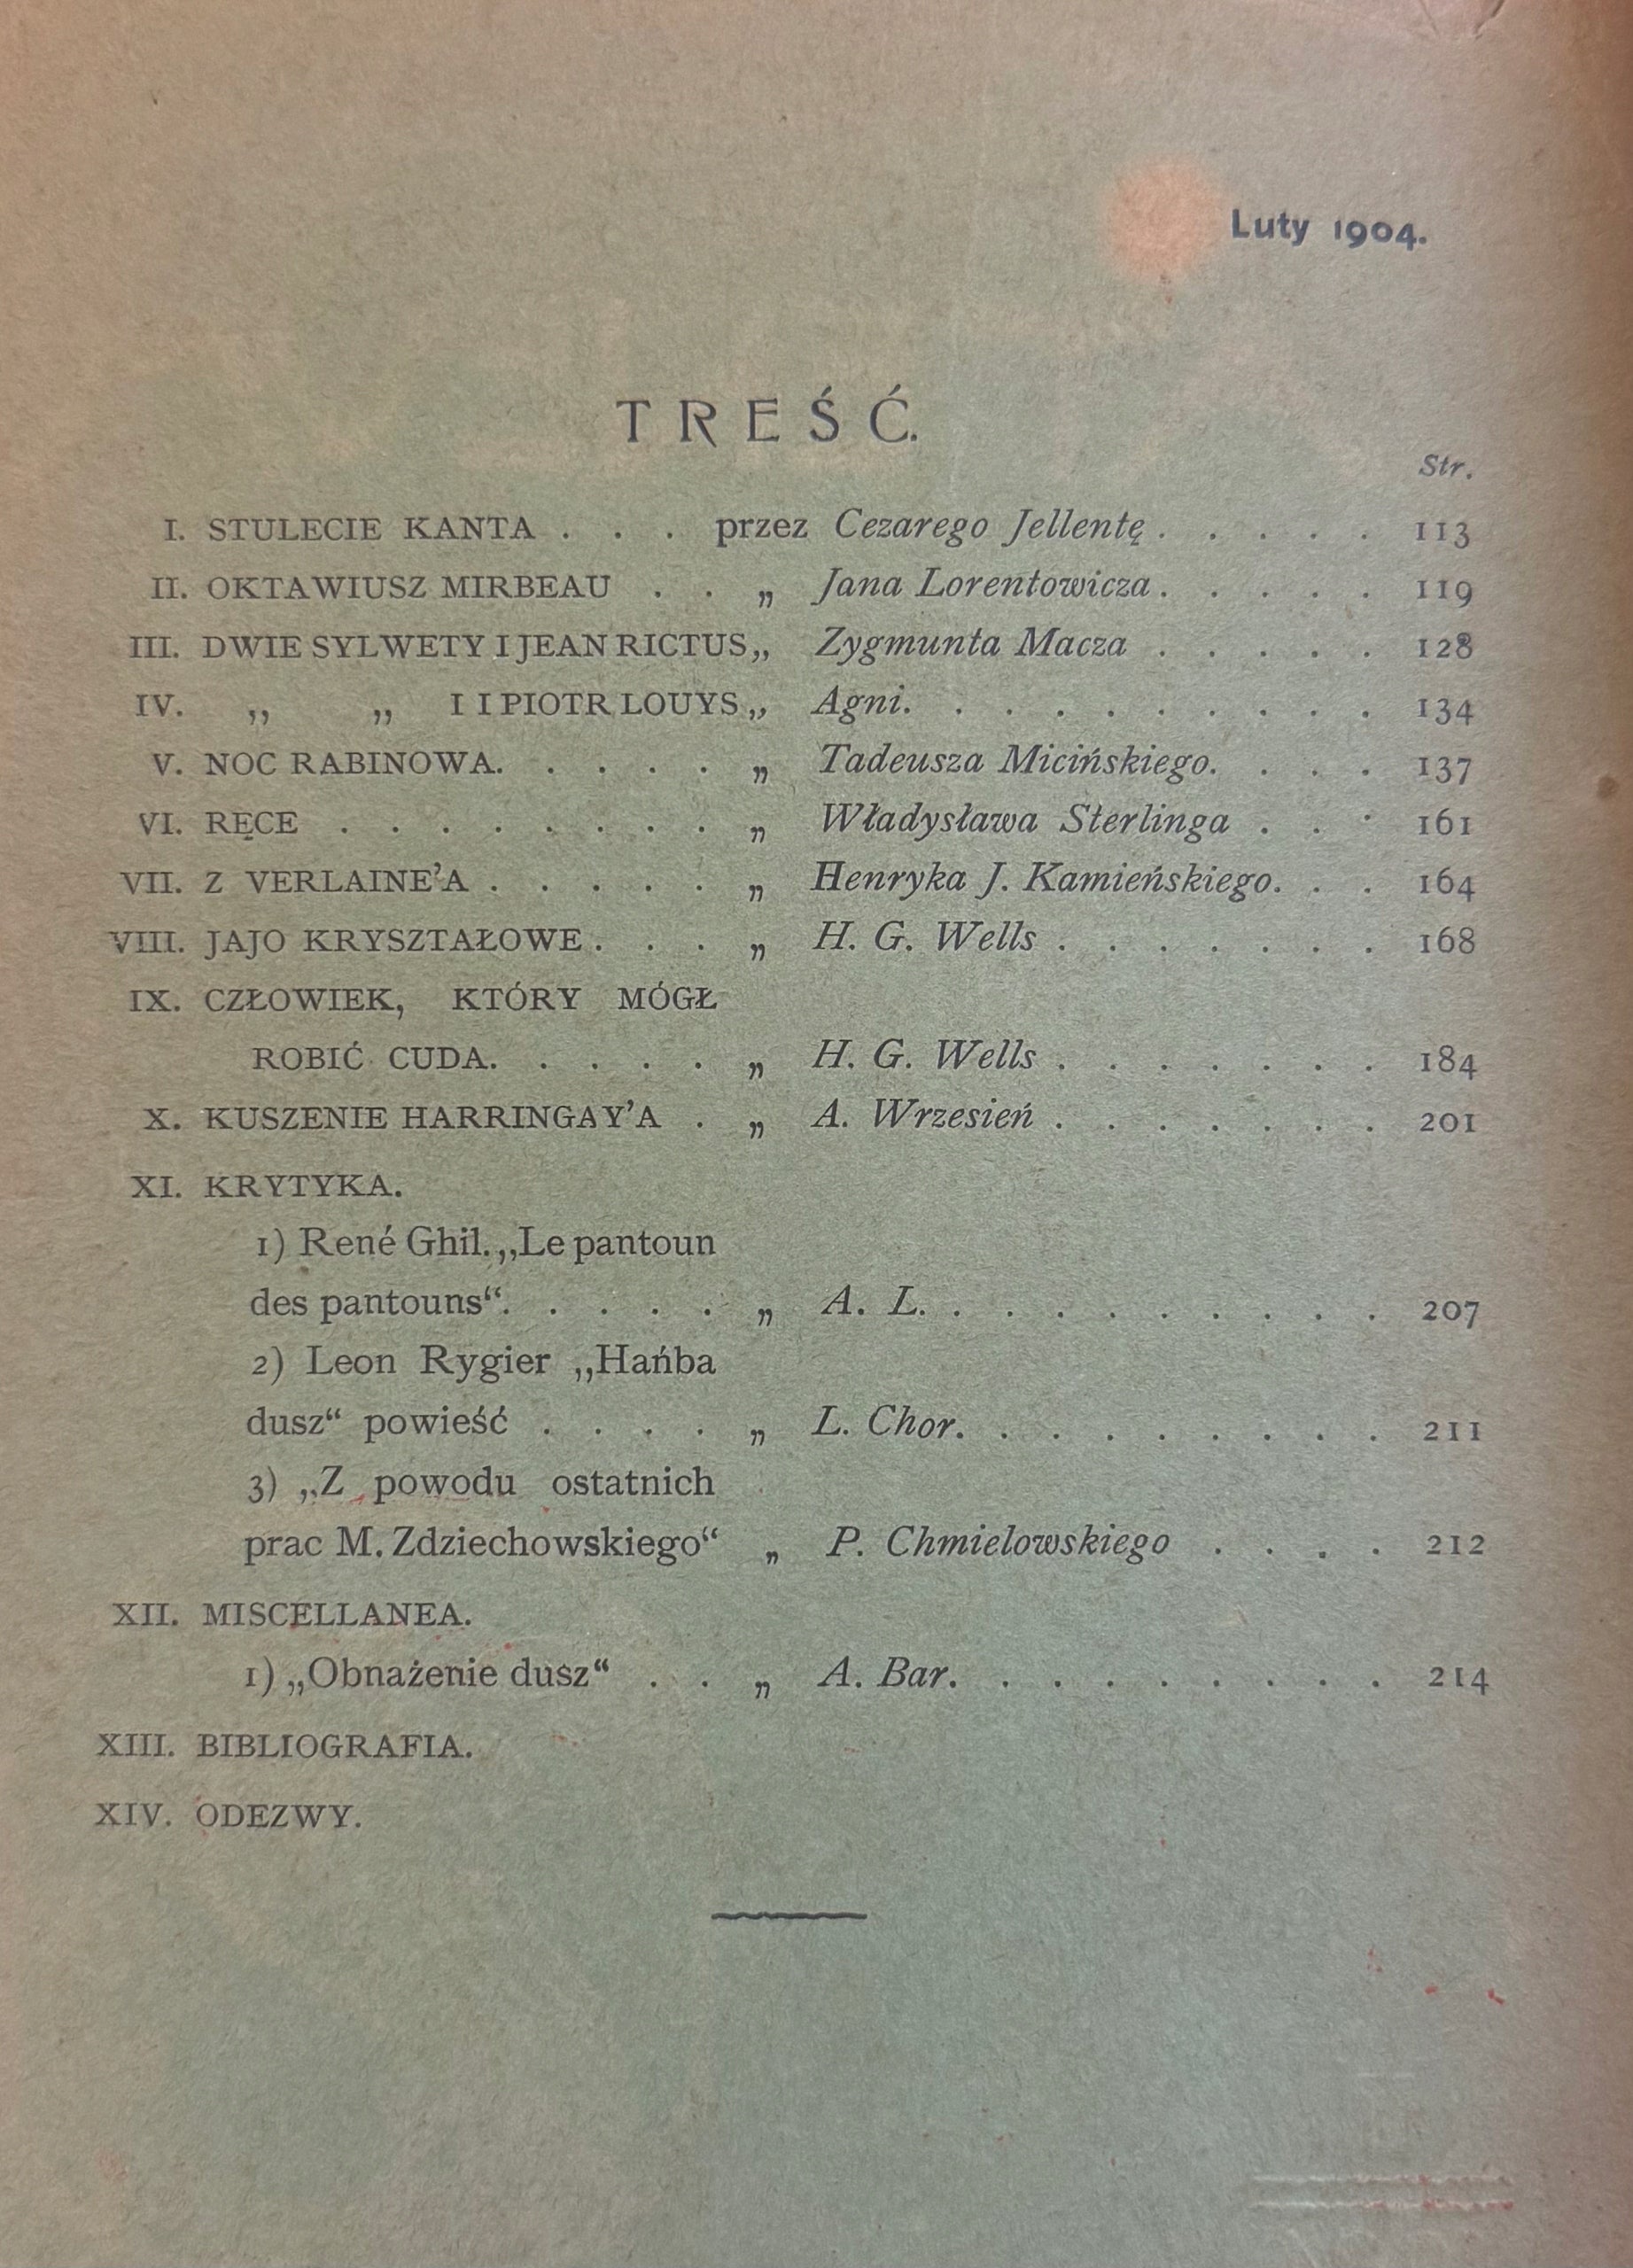 Luty 1904.
TREŚĆ.
Str.
I. STULECIE KANTA . . . przez Cezarego Jellentę . . . . . 113
II. OKTAWIUSZ MIRBEAU . . „ Jana Lorentowicza . . . . . 119
III. DWIE SYLWETY I JEAN RICTUS „ Zygmunta Macza . . . . . 128
IV. „ „ I I PIOTR LOUYS „ Agni. . . . . . . . . . 134
V. NOC RABINOWA. . . . . „ Tadeusza Micińskiego. . . . 137
VI. RĘCE . . . . . . . . „ Władysława Sterlinga . . . 161
VII. Z VERLAINE’A . . . . . „ Henryka J. Kamieńskiego. . . 164
VIII. JAJO KRYSZTAŁOWE . . . „ H. G. Wells . . . . . . . 168
IX. CZŁOWIEK, KTÓRY MÓGŁ
ROBIĆ CUDA. . . . . „ H. G. Wells . . . . . . . 184
X. KUSZENIE HARRINGAY’A . „ A. Wrzesień . . . . . . . 201
XI. KRYTYKA.
1) René Ghil. „Le pantoun
des pantouns“. . . . . „ A. L. . . . . . . . . . 207
2) Leon Rygier „Hańba
dusz“ powieść . . . . „ L. Chor. . . . . . . . . 211
3) „Z powodu ostatnich
prac M. Zdziechowskiego“ „ P. Chmielowskiego . . . . 212
XII. MISCELLANEA.
1) „Obnażenie dusz“ . . „ A. Bar. . . . . . . . . 214
XIII. BIBLIOGRAFIA.
XIV. ODEZWY.